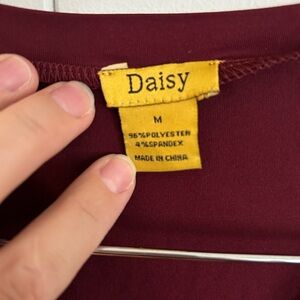 Daisy
M
96%POLYESTER
4%SPANDEX
MADE IN CHINA